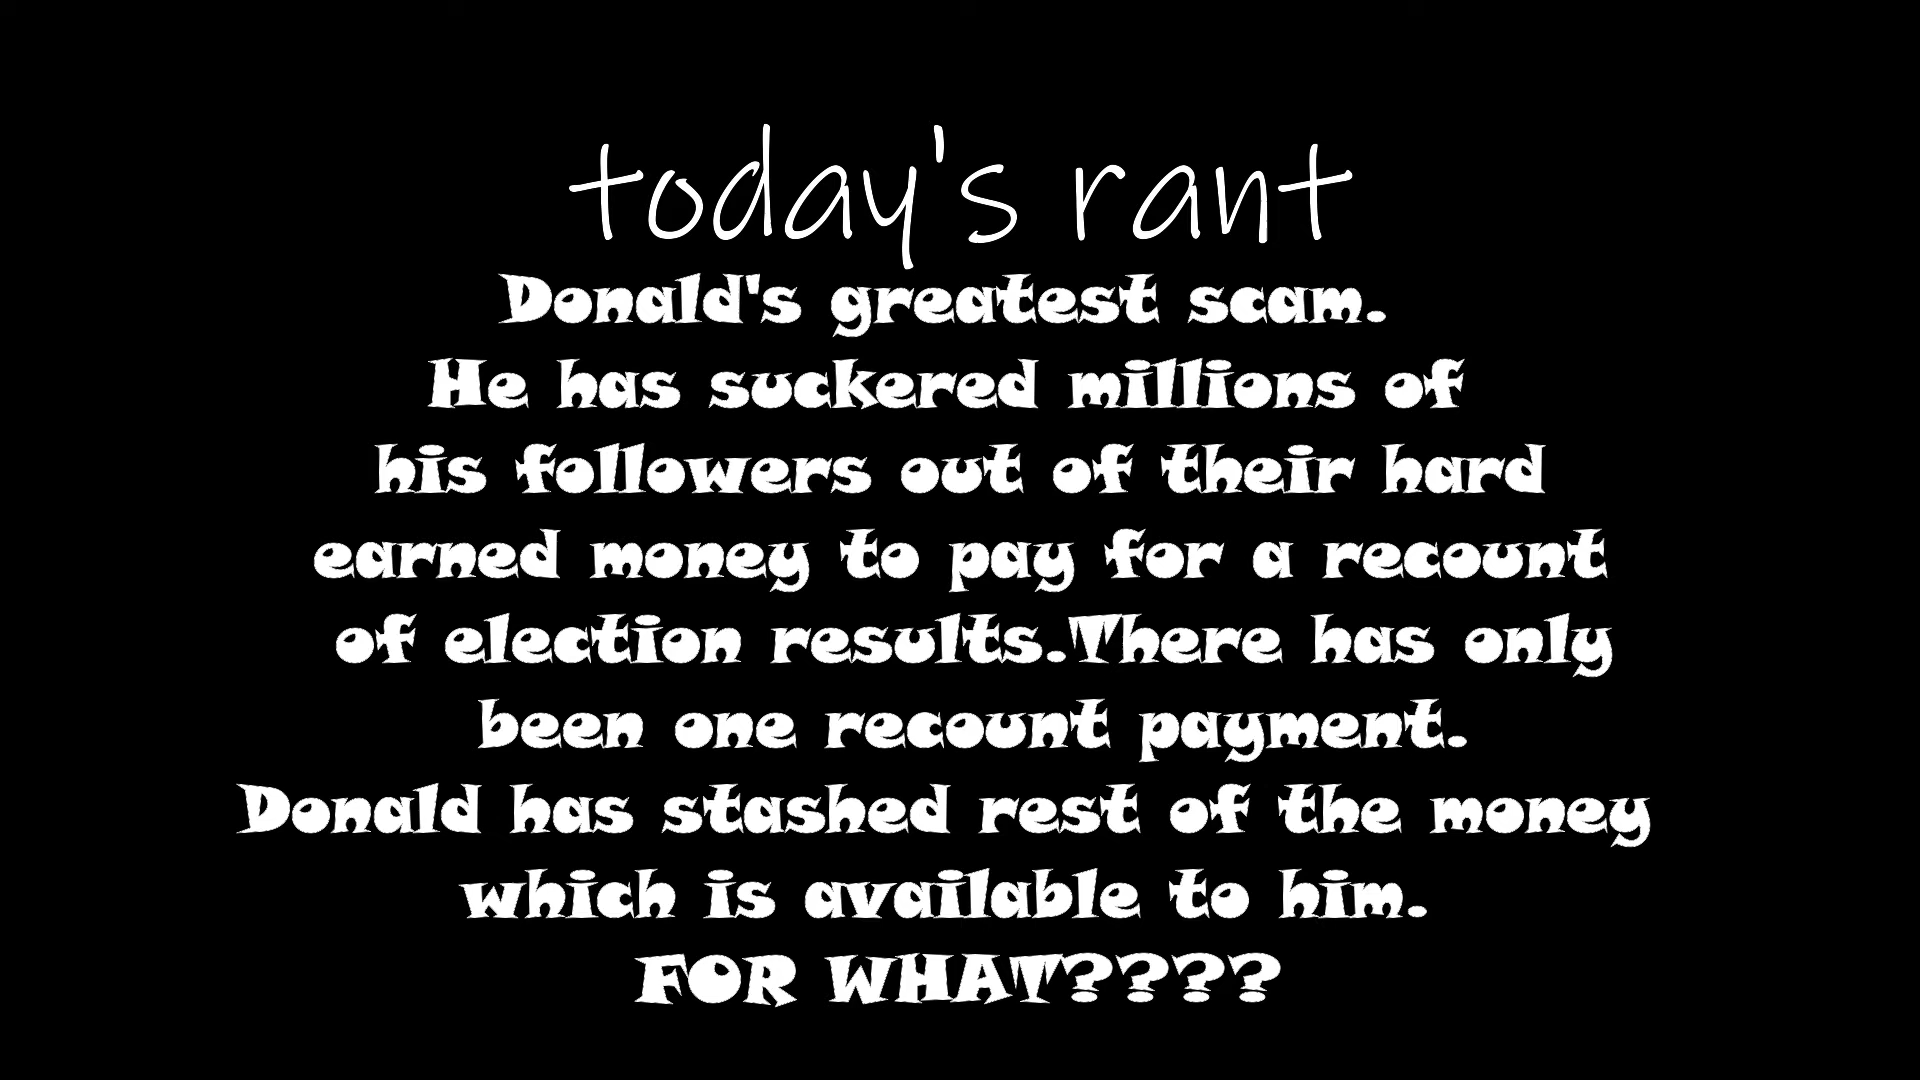 today's rant
Donald's greatest scam.
He has suckered millions of
his followers out of their hard
earned money to pay for a recount
of election results.There has only
been one recount payment.
Donald has stashed rest of the money
which is available to him.
FOR WHAT????